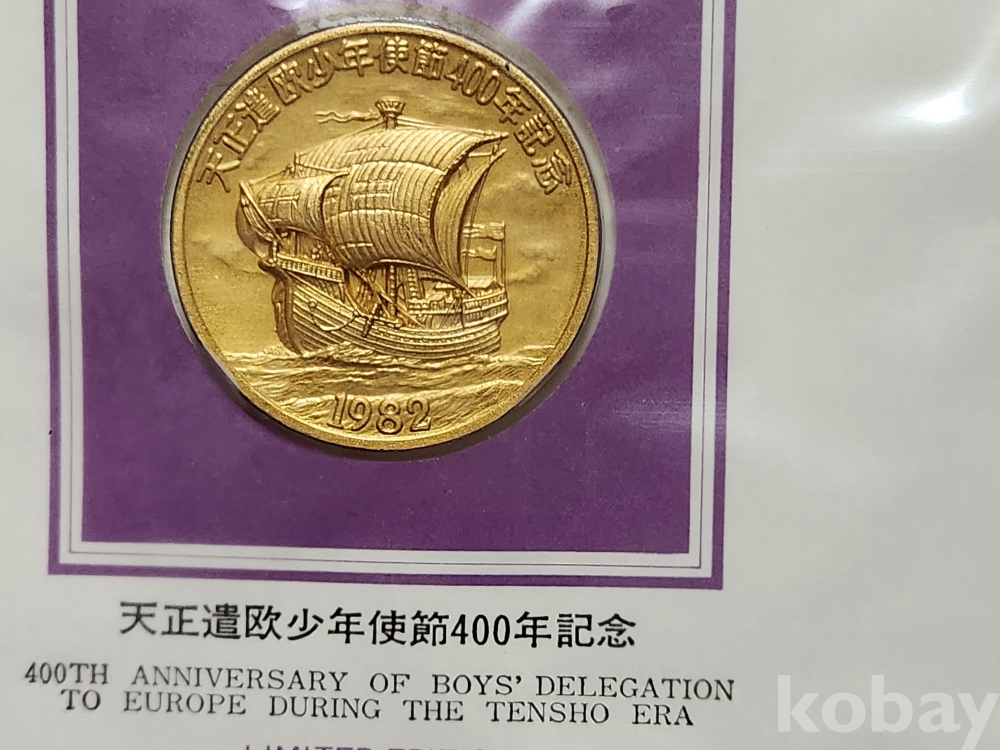 天正遣欧少年使節400年記念
1982
天正遣欧少年使節400年記念
400TH ANNIVERSARY OF BOYS' DELEGATION
TO EUROPE DURING THE TENSHO ERA
LIMITED
kobay